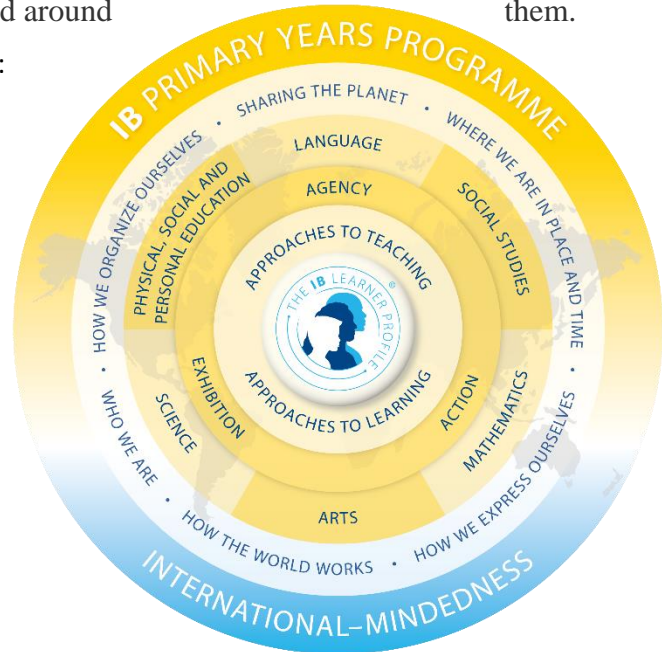 d around them.
:
IB PRIMARY YEARS PROGRAMME
SHARING THE PLANET • WHERE WE ARE IN PLACE AND TIME • HOW WE EXPRESS OURSELVES • HOW THE WORLD WORKS • WHO WE ARE • HOW WE ORGANIZE OURSELVES •
LANGUAGE
SOCIAL STUDIES
MATHEMATICS
ARTS
SCIENCE
PHYSICAL, SOCIAL AND
PERSONAL EDUCATION
AGENCY
ACTION
EXHIBITION
APPROACHES TO TEACHING
APPROACHES TO LEARNING
THE IB LEARNER PROFILE
®
INTERNATIONAL–MINDEDNESS